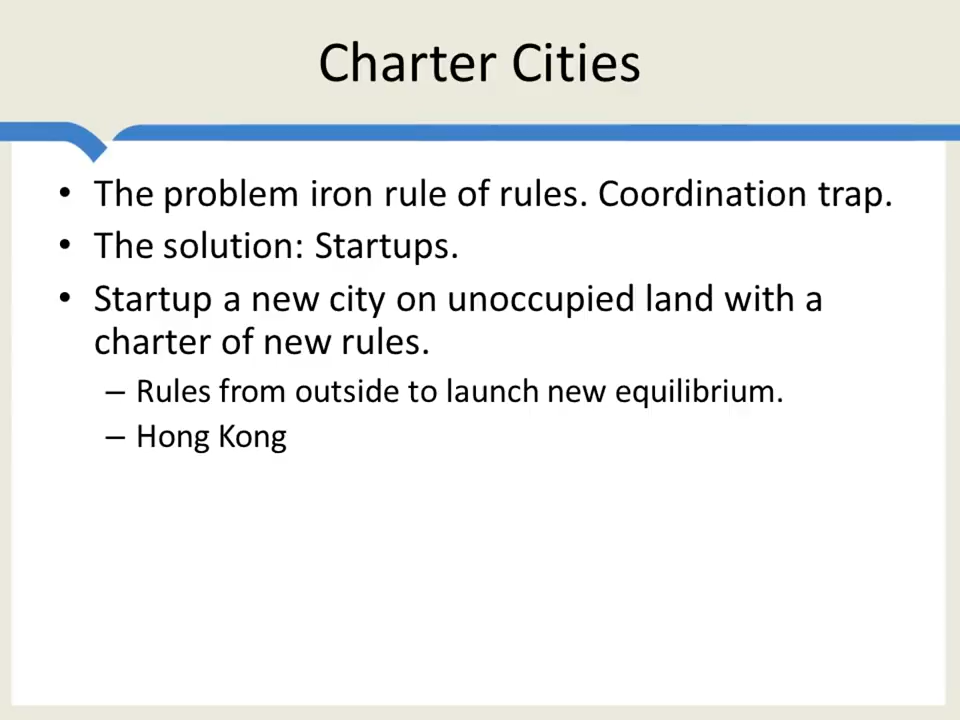 Charter Cities
• The problem iron rule of rules. Coordination trap.
• The solution: Startups.
• Startup a new city on unoccupied land with a
charter of new rules.
– Rules from outside to launch new equilibrium.
– Hong Kong